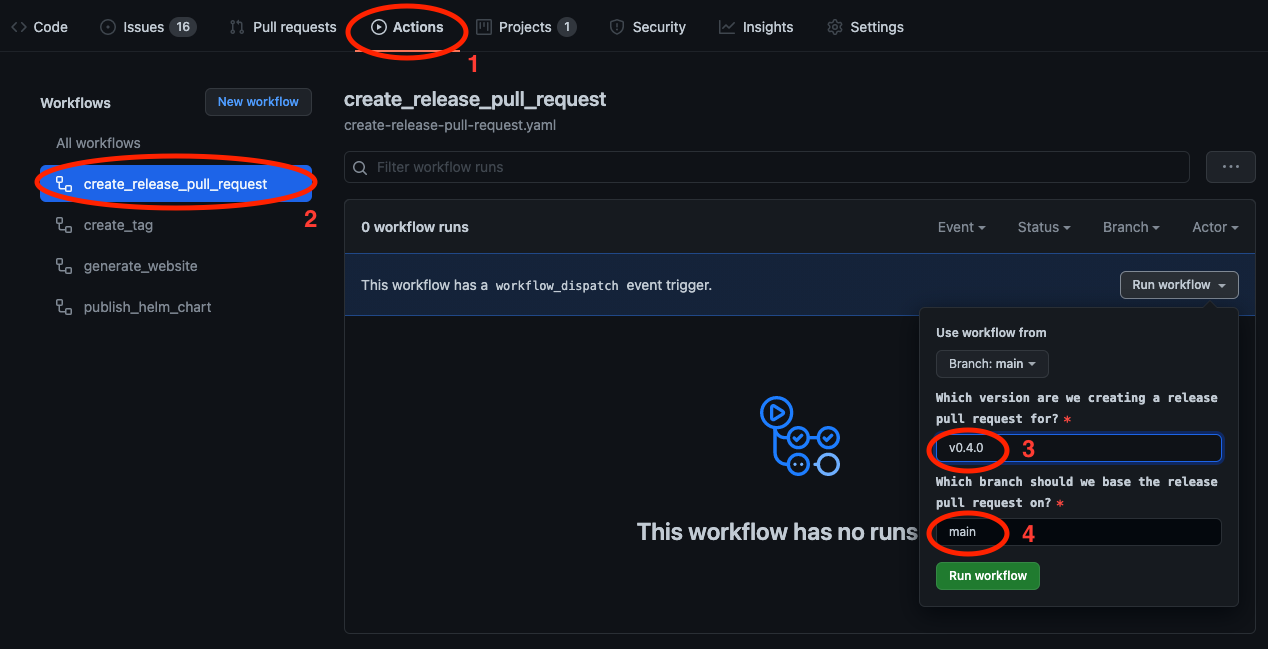 Code Issues 16 Pull requests Actions Projects 1 Security Insights Settings
1
Workflows
New workflow
All workflows
create_release_pull_request
2
create_tag
generate_website
publish_helm_chart
create_release_pull_request
create-release-pull-request.yaml
Filter workflow runs
...
0 workflow runs
Event Status Branch Actor
This workflow has a workflow_dispatch event trigger.
Run workflow
Use workflow from
Branch: main
Which version are we creating a release
pull request for? *
v0.4.0 3
Which branch should we base the release
pull request on? *
main 4
Run workflow
This workflow has no runs